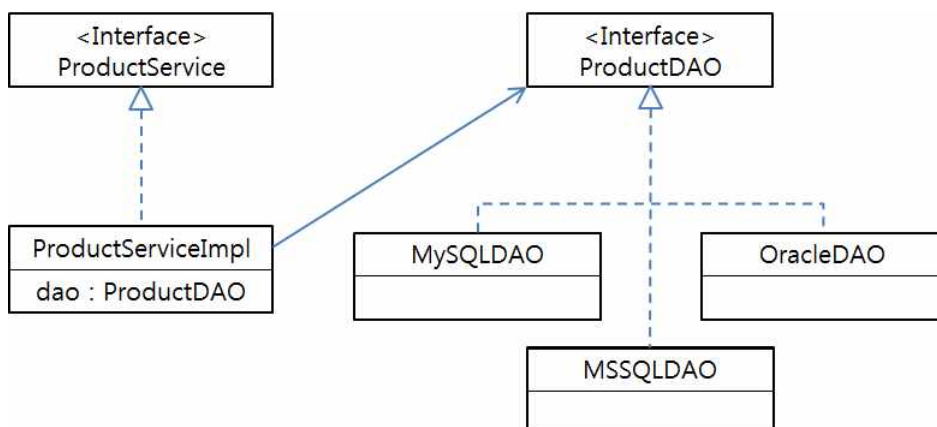 <Interface>
ProductService
<Interface>
ProductDAO
ProductServiceImpl
dao : ProductDAO
MySQLDAO
OracleDAO
MSSQLDAO